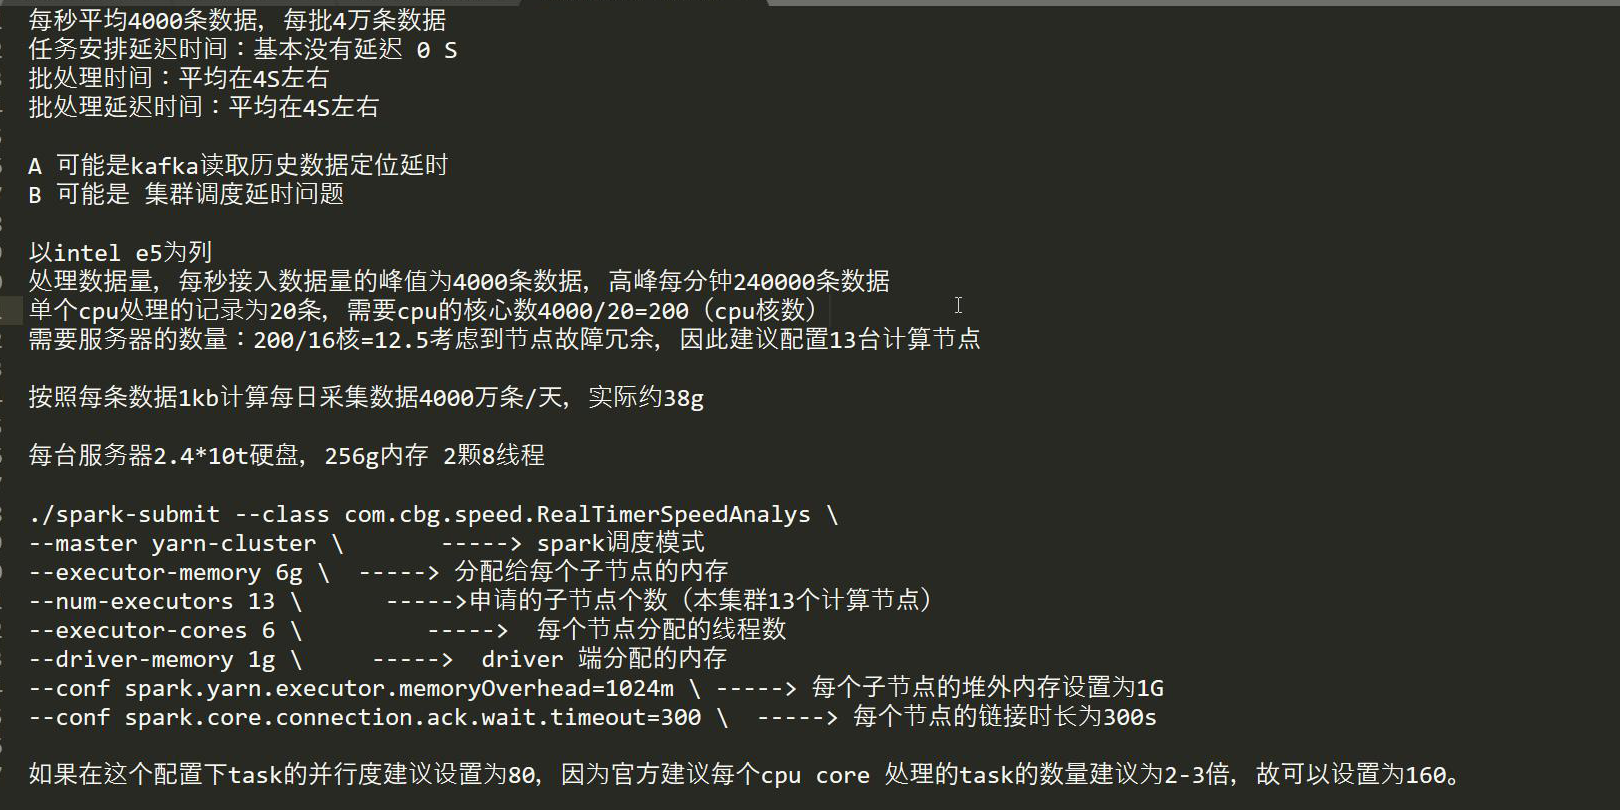 每秒平均4000条数据，每批4万条数据
任务安排延迟时间：基本没有延迟 0 S
批处理时间：平均在4S左右
批处理延迟时间：平均在4S左右
A 可能是kafka读取历史数据定位延时
B 可能是 集群调度延时问题
以intel e5为列
处理数据量，每秒接入数据量的峰值为4000条数据，高峰每分钟240000条数据
单个cpu处理的记录为20条，需要cpu的核心数4000/20=200（cpu核数）
需要服务器的数量：200/16核=12.5考虑到节点故障冗余，因此建议配置13台计算节点
按照每条数据1kb计算每日采集数据4000万条/天，实际约38g
每台服务器2.4*10t硬盘，256g内存 2颗8线程
./spark-submit --class com.cbg.speed.RealTimerSpeedAnalys \
--master yarn-cluster \ -----> spark调度模式
--executor-memory 6g \ -----> 分配给每个子节点的内存
--num-executors 13 \ ----->申请的子节点个数（本集群13个计算节点）
--executor-cores 6 \ -----> 每个节点分配的线程数
--driver-memory 1g \ -----> driver 端分配的内存
--conf spark.yarn.executor.memoryOverhead=1024m \ -----> 每个子节点的堆外内存设置为1G
--conf spark.core.connection.ack.wait.timeout=300 \ -----> 每个节点的链接时长为300s
如果在这个配置下task的并行度建议设置为80，因为官方建议每个cpu core 处理的task的数量建议为2-3倍，故可以设置为160。